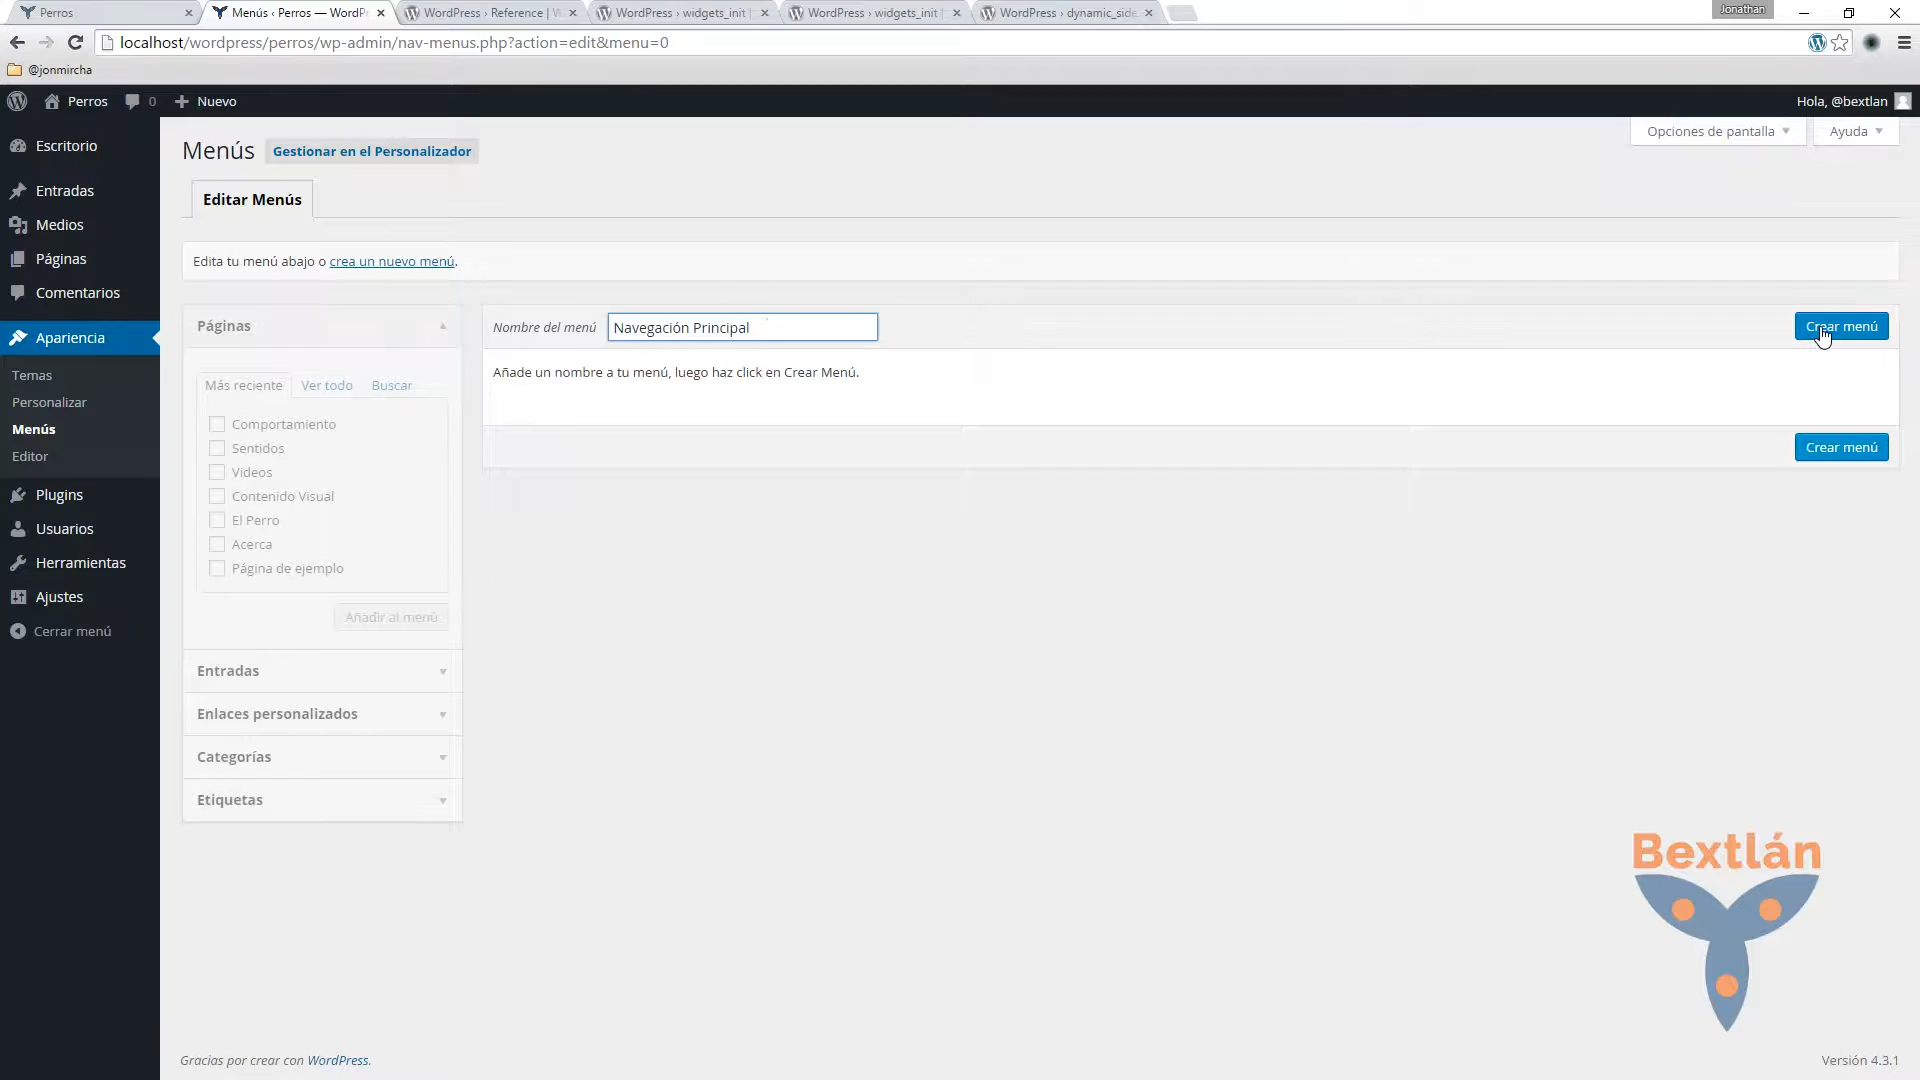 Perros
Menús ‹ Perros — WordPr
WordPress › Reference | W
WordPress › widgets_init |
WordPress › widgets_init |
WordPress › dynamic_side
Jonathan
localhost/wordpress/perros/wp-admin/nav-menus.php?action=edit&menu=0
@jonmircha
Perros
0
Nuevo
Hola, @bextlan
Escritorio
Entradas
Medios
Páginas
Comentarios
Apariencia
Temas
Personalizar
Menús
Editor
Plugins
Usuarios
Herramientas
Ajustes
Cerrar menú
Opciones de pantalla
Ayuda
Menús
Gestionar en el Personalizador
Editar Menús
Edita tu menú abajo o crea un nuevo menú.
Páginas
Más reciente
Ver todo
Buscar
Comportamiento
Sentidos
Videos
Contenido Visual
El Perro
Acerca
Página de ejemplo
Añadir al menú
Entradas
Enlaces personalizados
Categorías
Etiquetas
Nombre del menú
Navegación Principal
Crear menú
Añade un nombre a tu menú, luego haz click en Crear Menú.
Crear menú
Bextlán
Gracias por crear con WordPress.
Versión 4.3.1